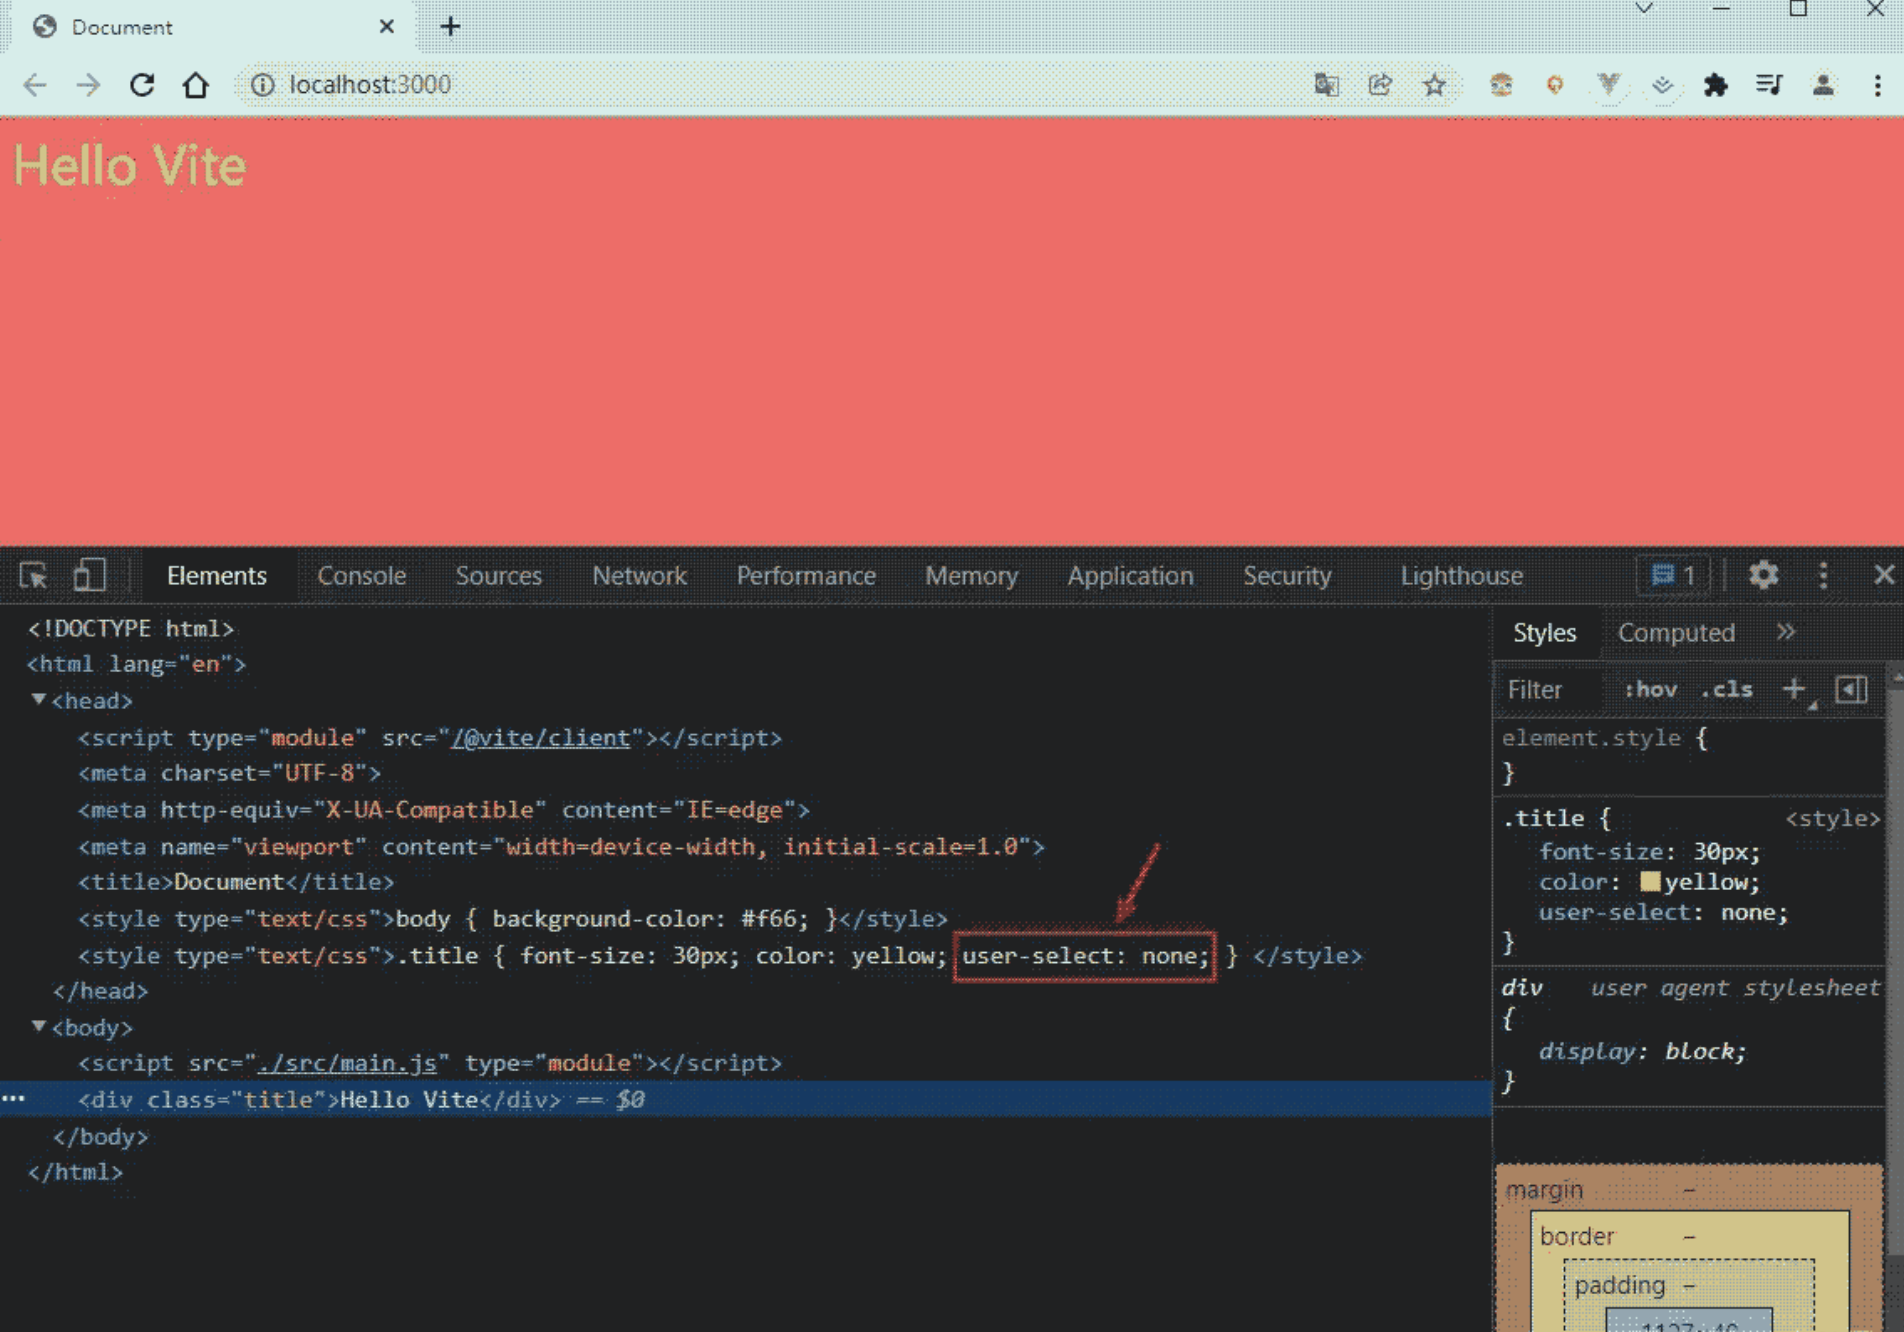 Document
localhost:3000
Hello Vite
Elements Console Sources Network Performance Memory Application Security Lighthouse 1
<!DOCTYPE html>
<html lang="en">
<head>
<script type="module" src="/@vite/client"></script>
<meta charset="UTF-8">
<meta http-equiv="X-UA-Compatible" content="IE=edge">
<meta name="viewport" content="width=device-width, initial-scale=1.0">
<title>Document</title>
<style type="text/css">body { background-color: #f66; }</style>
<style type="text/css">.title { font-size: 30px; color: yellow; user-select: none; } </style>
</head>
<body>
<script src="./src/main.js" type="module"></script>
<div class="title">Hello Vite</div> == $0
</body>
</html>
Styles Computed
Filter :hov .cls
element.style {
}
.title { <style>
font-size: 30px;
color: yellow;
user-select: none;
}
div user agent stylesheet
{
display: block;
}
margin –
border –
padding –